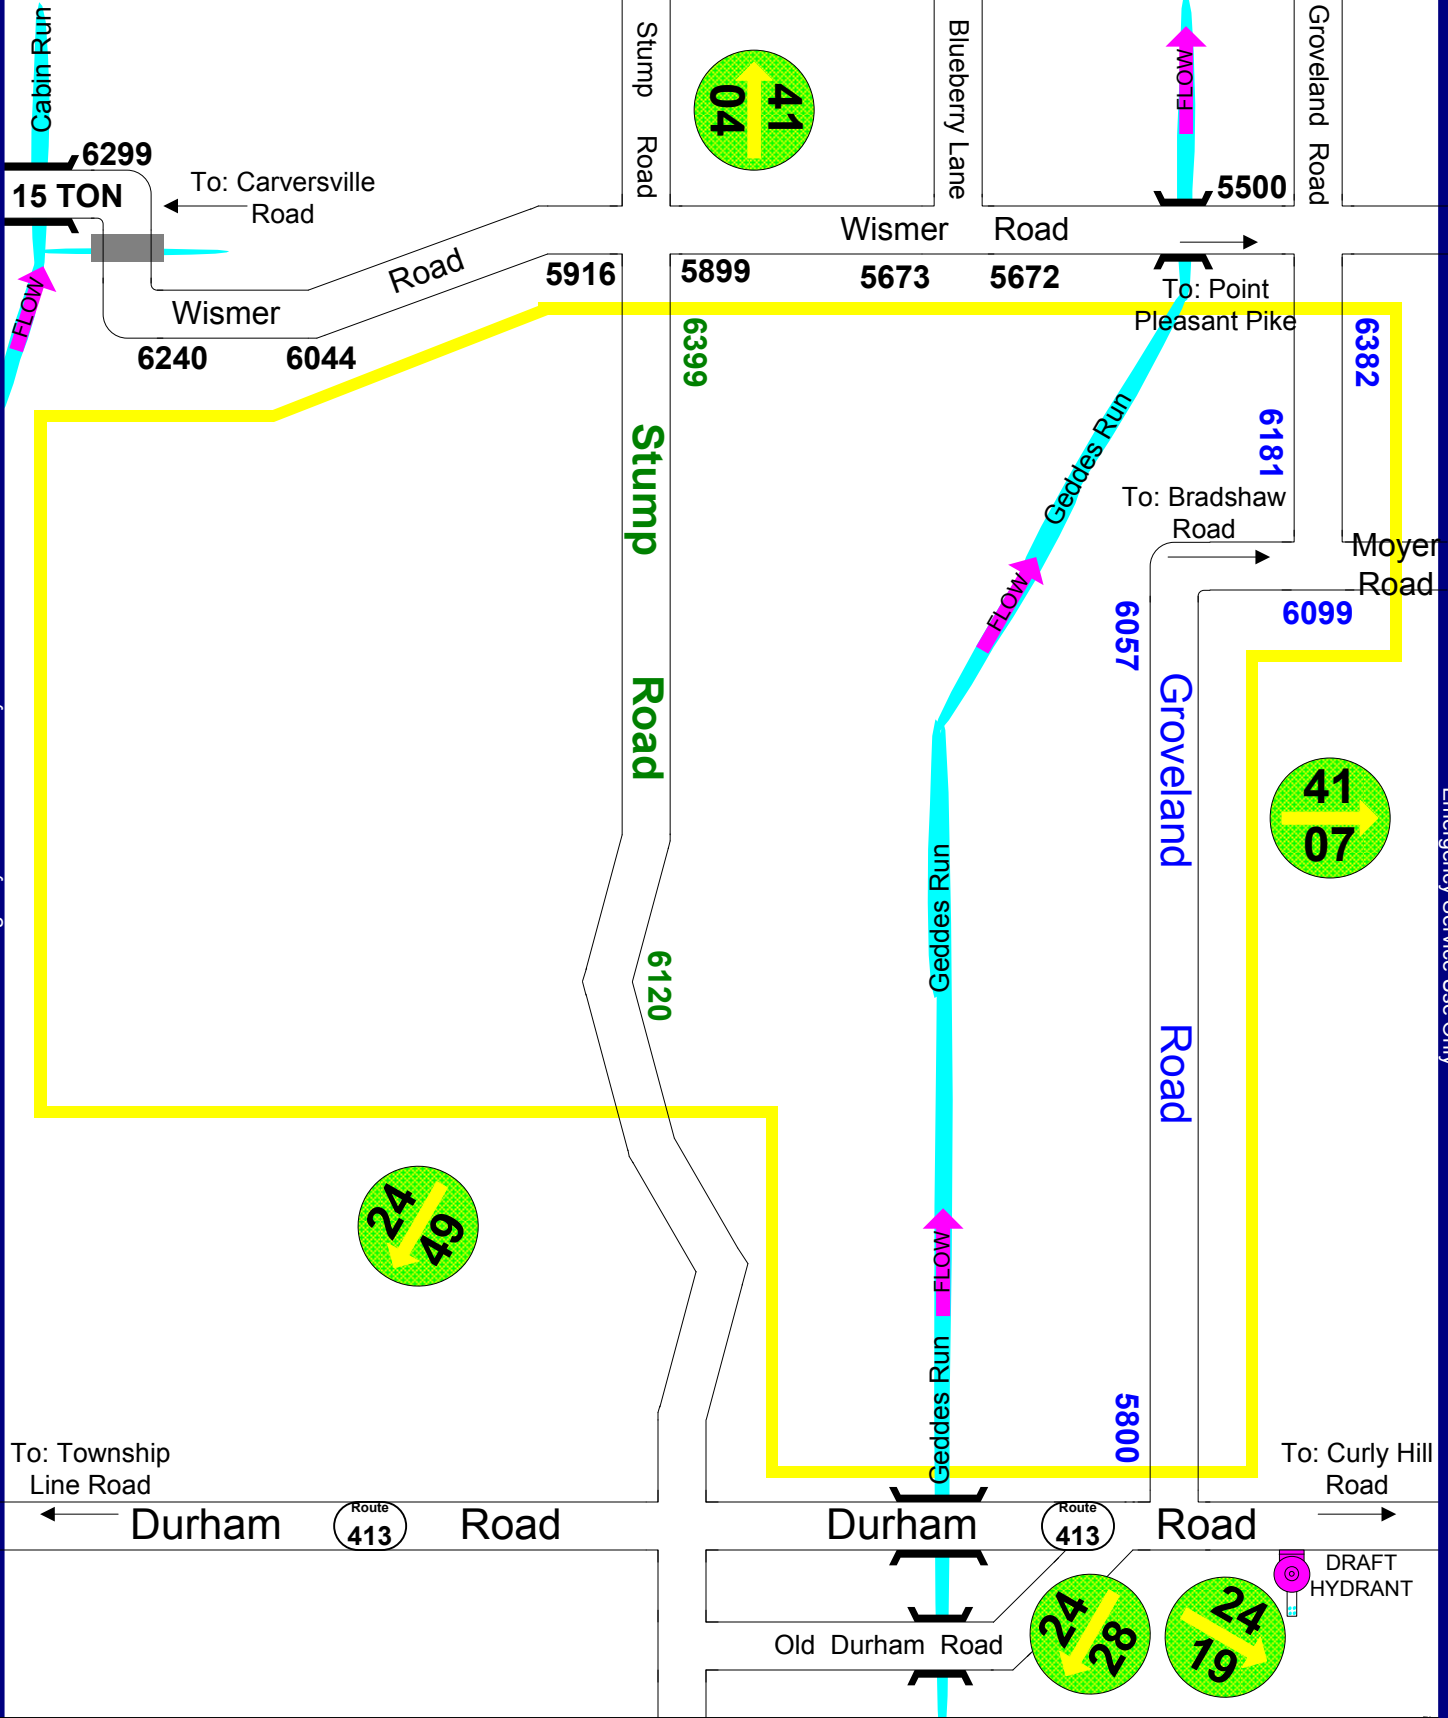 Cabin Run
Stump Road
41
04
Blueberry Lane
FLOW
Groveland Road
6299
15 TON
To: Carversville
Road
5500
Wismer Road
Road
Wismer
FLOW
5916
5899
5673
5672
To: Point
Pleasant Pike
6240
6044
6399
6382
6181
Stump Road
Geddes Run
To: Bradshaw
Road
Moyer
Road
FLOW
6057
6099
Groveland Road
41
07
Emergency Service Use Only
Geddes Run
6120
24
49
FLOW
Geddes Run
5800
To: Township
Line Road
To: Curly Hill
Road
Durham
Route
413
Road
Durham
Route
413
Road
DRAFT
HYDRANT
Old Durham Road
24
28
24
19